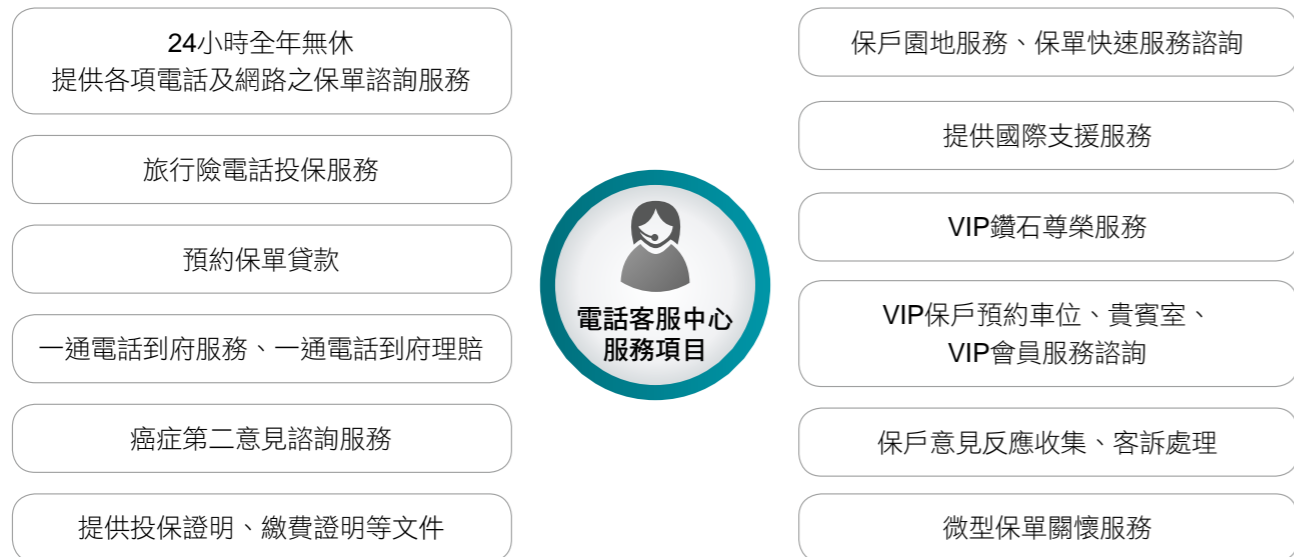 24小時全年無休
提供各項電話及網路之保單諮詢服務
旅行險電話投保服務
預約保單貸款
一通電話到府服務、一通電話到府理賠
癌症第二意見諮詢服務
提供投保證明、繳費證明等文件
電話客服中心
服務項目
保戶園地服務、保單快速服務諮詢
提供國際支援服務
VIP鑽石尊榮服務
VIP保戶預約車位、貴賓室、
VIP會員服務諮詢
保戶意見反應收集、客訴處理
微型保單關懷服務